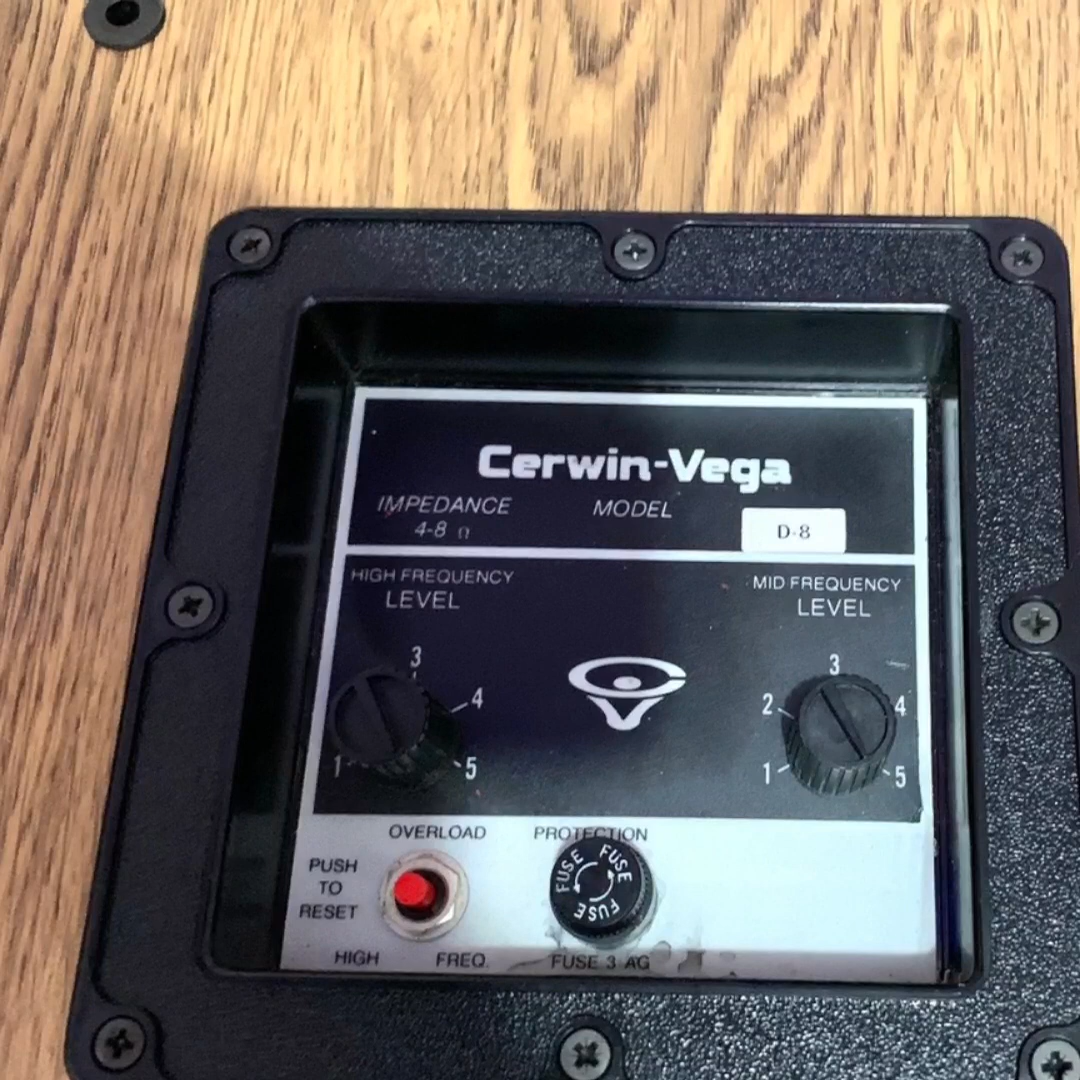 Cerwin-Vega
IMPEDANCE MODEL
4-8 Ω D-8
HIGH FREQUENCY
LEVEL
MID FREQUENCY
LEVEL
3
4
5
1
3
2
4
1
5
OVERLOAD PROTECTION
PUSH
TO
RESET
FUSE FUSE FUSE
HIGH FREQ. FUSE 3 AG